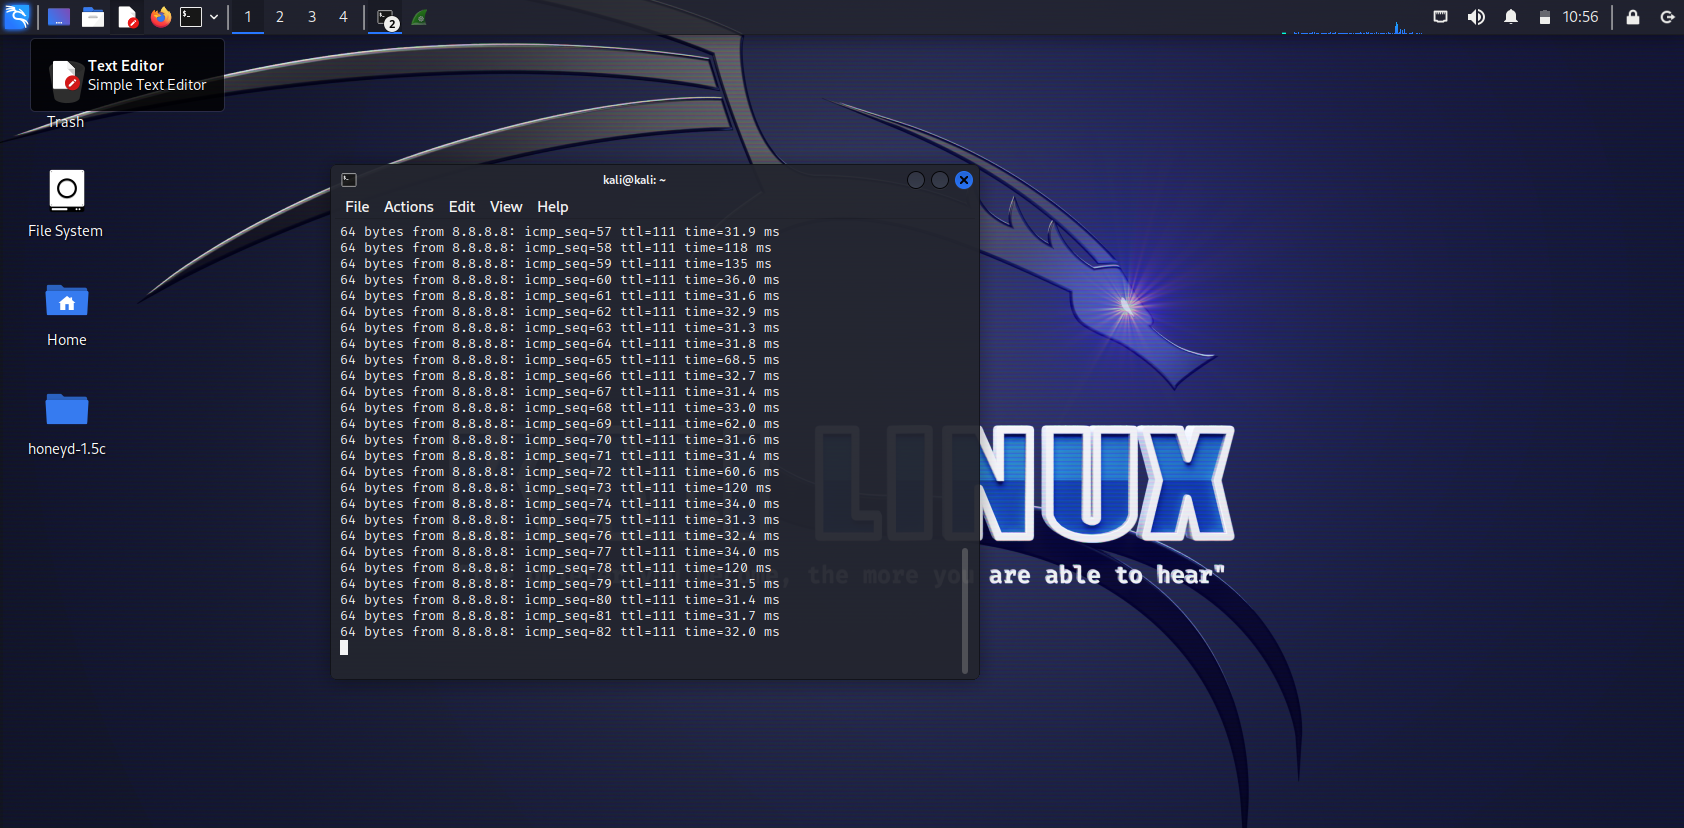 1 2 3 4 2 10:56
Text Editor
Simple Text Editor
Trash
File System
Home
honeyd-1.5c
kali@kali: ~
File Actions Edit View Help
64 bytes from 8.8.8.8: icmp_seq=57 ttl=111 time=31.9 ms
64 bytes from 8.8.8.8: icmp_seq=58 ttl=111 time=118 ms
64 bytes from 8.8.8.8: icmp_seq=59 ttl=111 time=135 ms
64 bytes from 8.8.8.8: icmp_seq=60 ttl=111 time=36.0 ms
64 bytes from 8.8.8.8: icmp_seq=61 ttl=111 time=31.6 ms
64 bytes from 8.8.8.8: icmp_seq=62 ttl=111 time=32.9 ms
64 bytes from 8.8.8.8: icmp_seq=63 ttl=111 time=31.3 ms
64 bytes from 8.8.8.8: icmp_seq=64 ttl=111 time=31.8 ms
64 bytes from 8.8.8.8: icmp_seq=65 ttl=111 time=68.5 ms
64 bytes from 8.8.8.8: icmp_seq=66 ttl=111 time=32.7 ms
64 bytes from 8.8.8.8: icmp_seq=67 ttl=111 time=31.4 ms
64 bytes from 8.8.8.8: icmp_seq=68 ttl=111 time=33.0 ms
64 bytes from 8.8.8.8: icmp_seq=69 ttl=111 time=62.0 ms
64 bytes from 8.8.8.8: icmp_seq=70 ttl=111 time=31.6 ms
64 bytes from 8.8.8.8: icmp_seq=71 ttl=111 time=31.4 ms
64 bytes from 8.8.8.8: icmp_seq=72 ttl=111 time=60.6 ms
64 bytes from 8.8.8.8: icmp_seq=73 ttl=111 time=120 ms
64 bytes from 8.8.8.8: icmp_seq=74 ttl=111 time=34.0 ms
64 bytes from 8.8.8.8: icmp_seq=75 ttl=111 time=31.3 ms
64 bytes from 8.8.8.8: icmp_seq=76 ttl=111 time=32.4 ms
64 bytes from 8.8.8.8: icmp_seq=77 ttl=111 time=34.0 ms
64 bytes from 8.8.8.8: icmp_seq=78 ttl=111 time=120 ms
64 bytes from 8.8.8.8: icmp_seq=79 ttl=111 time=31.5 ms
64 bytes from 8.8.8.8: icmp_seq=80 ttl=111 time=31.4 ms
64 bytes from 8.8.8.8: icmp_seq=81 ttl=111 time=31.7 ms
64 bytes from 8.8.8.8: icmp_seq=82 ttl=111 time=32.0 ms
LINUX
the more you are able to hear"